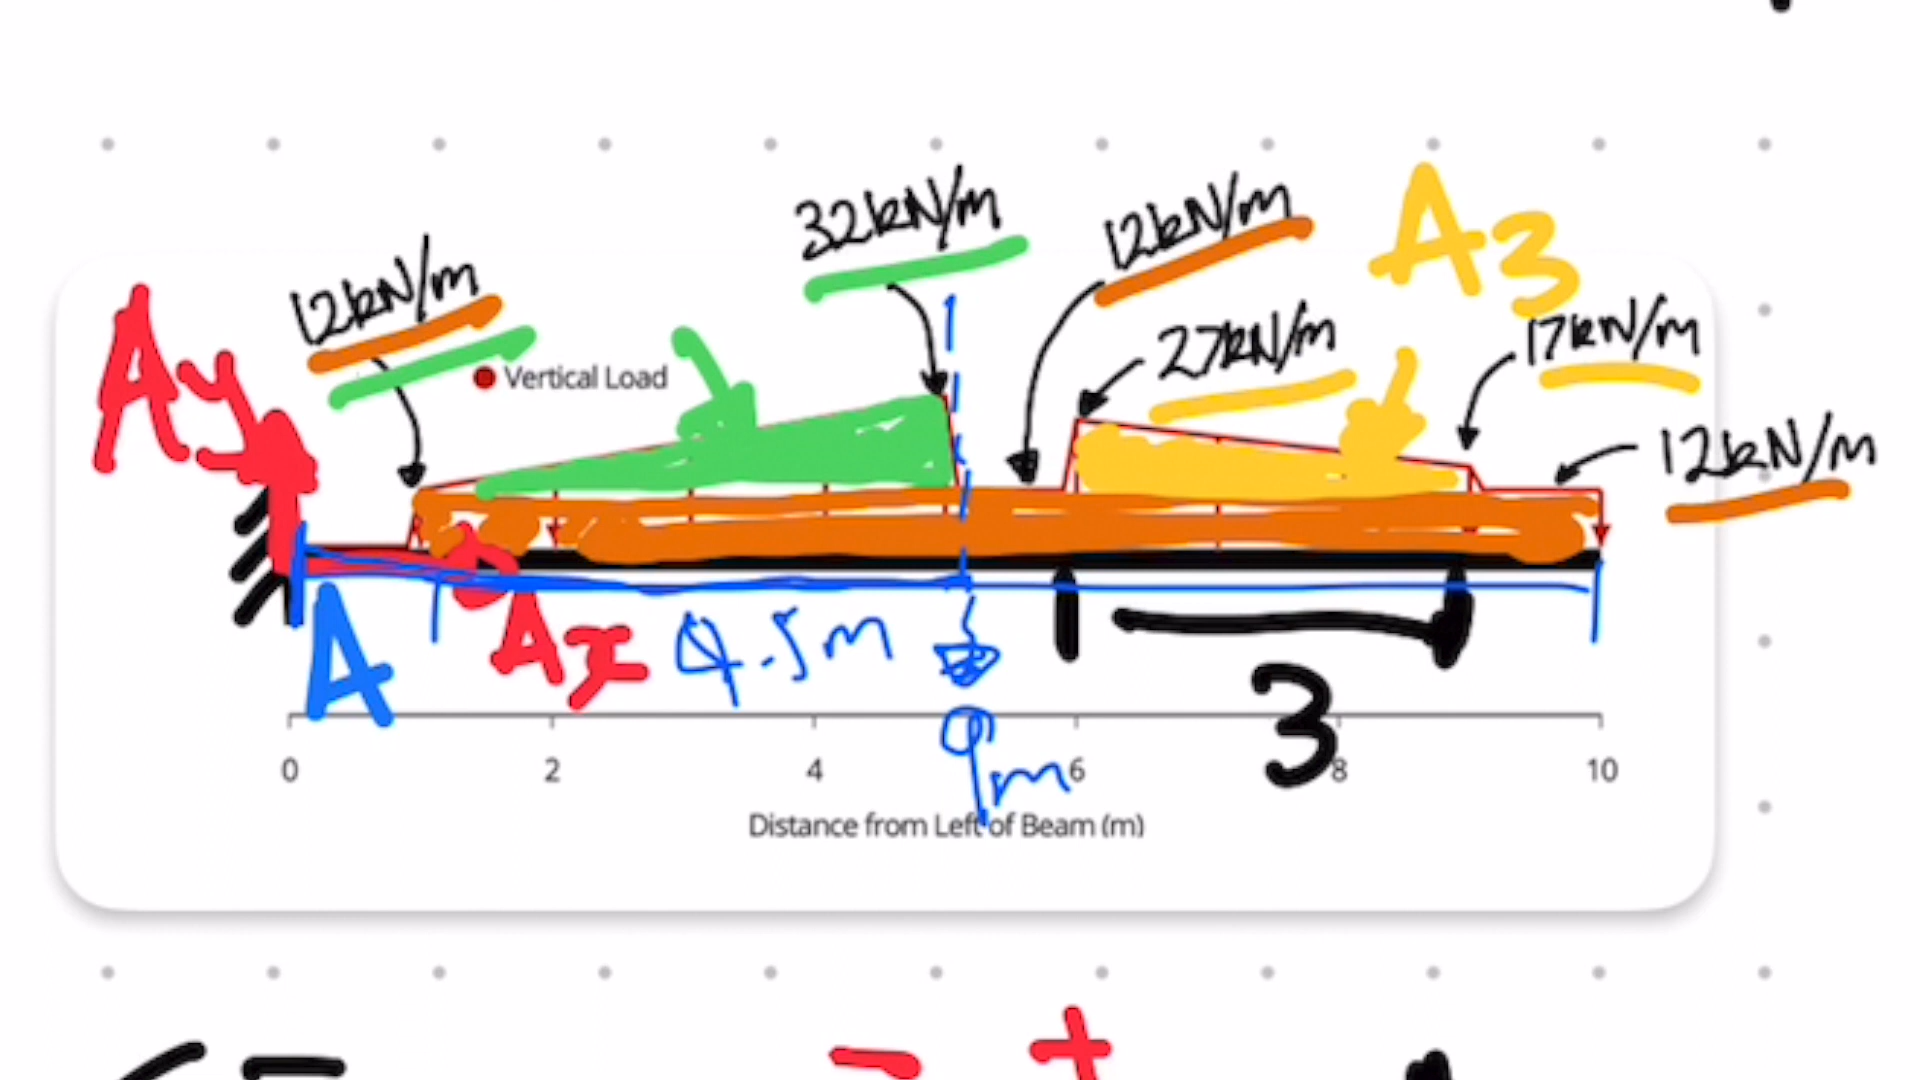 32kN/m
12kN/m
A3
12kN/m
27kN/m
17kN/m
Ay
Vertical Load
12kN/m
A
Ax
4.5m
3
9m
0 2 4 6 8 10
Distance from Left of Beam (m)